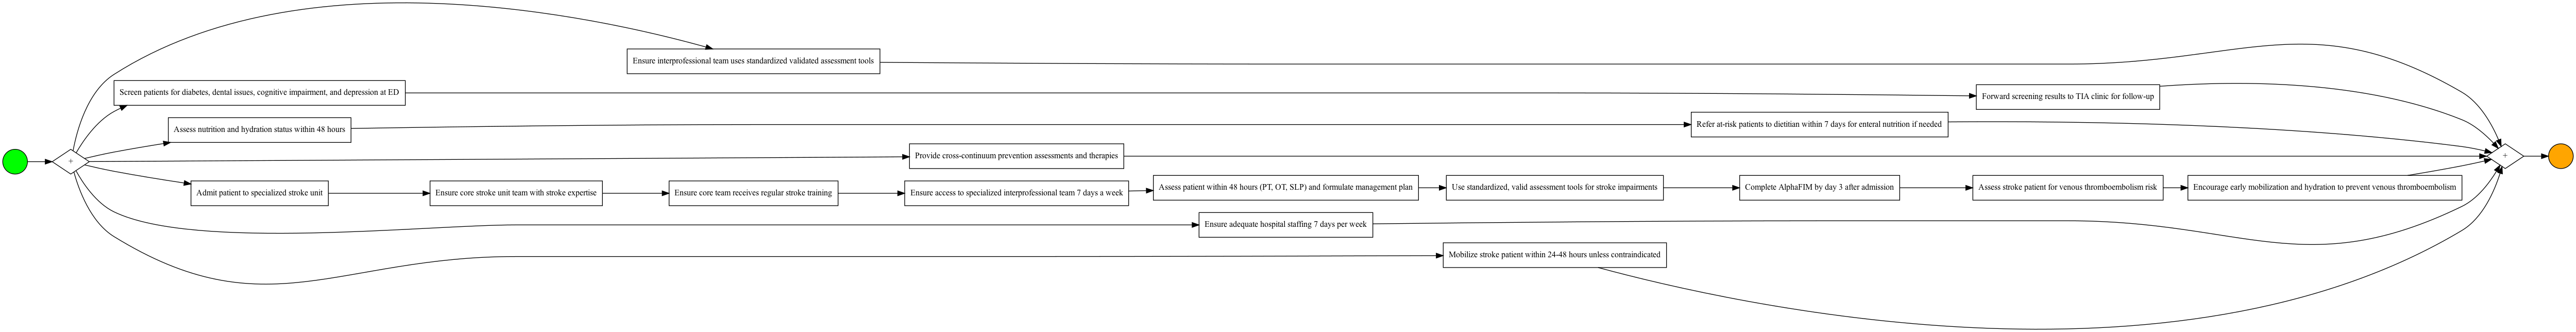 Ensure interprofessional team uses standardized validated assessment tools
Screen patients for diabetes, dental issues, cognitive impairment, and depression at ED
Forward screening results to TIA clinic for follow-up
Assess nutrition and hydration status within 48 hours
Refer at-risk patients to dietitian within 7 days for enteral nutrition if needed
+
Provide cross-continuum prevention assessments and therapies
+
Admit patient to specialized stroke unit
Ensure core stroke unit team with stroke expertise
Ensure core team receives regular stroke training
Ensure access to specialized interprofessional team 7 days a week
Assess patient within 48 hours (PT, OT, SLP) and formulate management plan
Use standardized, valid assessment tools for stroke impairments
Complete AlphaFIM by day 3 after admission
Assess stroke patient for venous thromboembolism risk
Encourage early mobilization and hydration to prevent venous thromboembolism
Ensure adequate hospital staffing 7 days per week
Mobilize stroke patient within 24-48 hours unless contraindicated